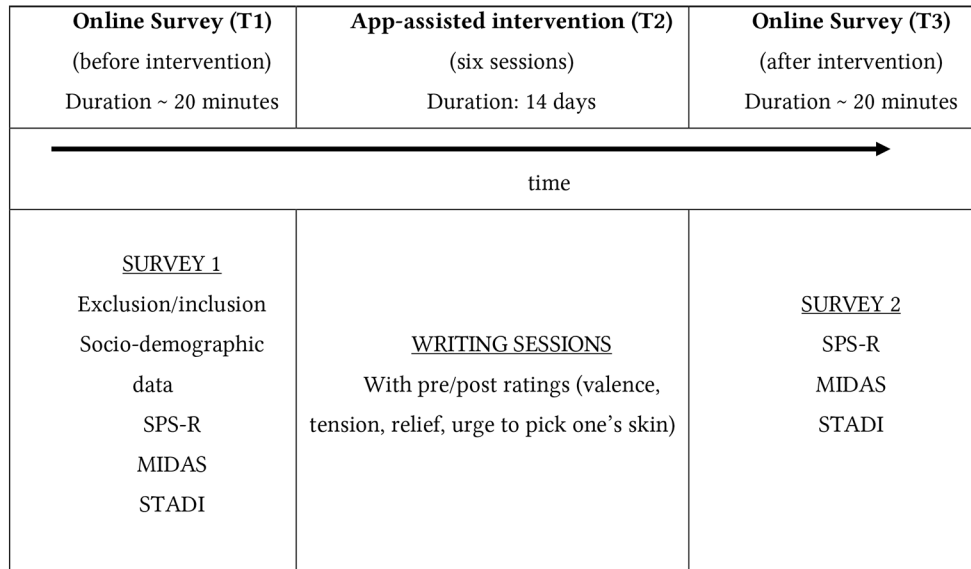 Online Survey (T1)
(before intervention)
Duration ~ 20 minutes
App-assisted intervention (T2)
(six sessions)
Duration: 14 days
Online Survey (T3)
(after intervention)
Duration ~ 20 minutes
time
SURVEY 1
Exclusion/inclusion
Socio-demographic
data
SPS-R
MIDAS
STADI
WRITING SESSIONS
With pre/post ratings (valence,
tension, relief, urge to pick one’s skin)
SURVEY 2
SPS-R
MIDAS
STADI